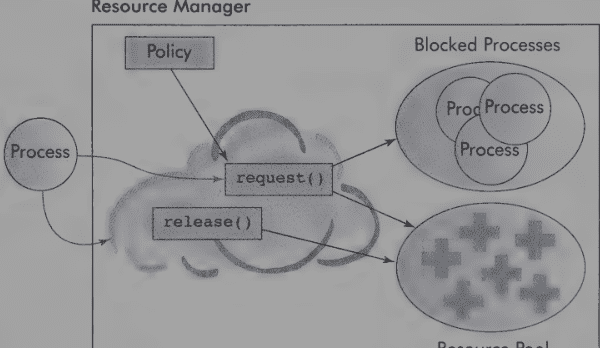 Resource Manager
Policy
Blocked Processes
Proc
Process
Process
Process
request()
release()
Resource Pool